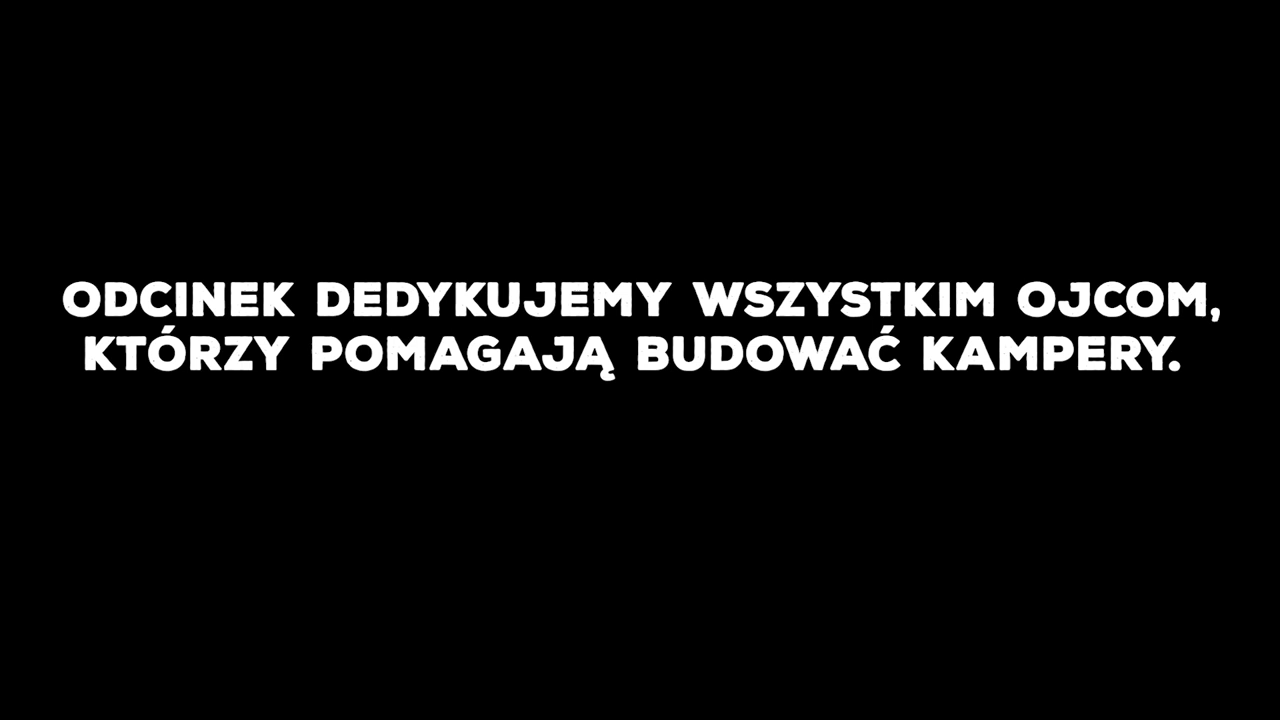 ODCINEK DEDYKUJEMY WSZYSTKIM OJCOM,
KTÓRZY POMAGAJĄ BUDOWAĆ KAMPERY.